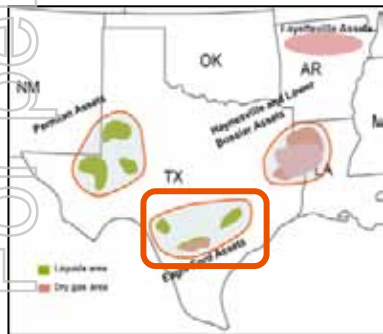 Fayetteville Assets
OK
AR
NM
Permian Assets
Haynesville and Lower
Bossier Assets
TX
LA
Eagle Ford Assets
Liquids area
Dry gas area